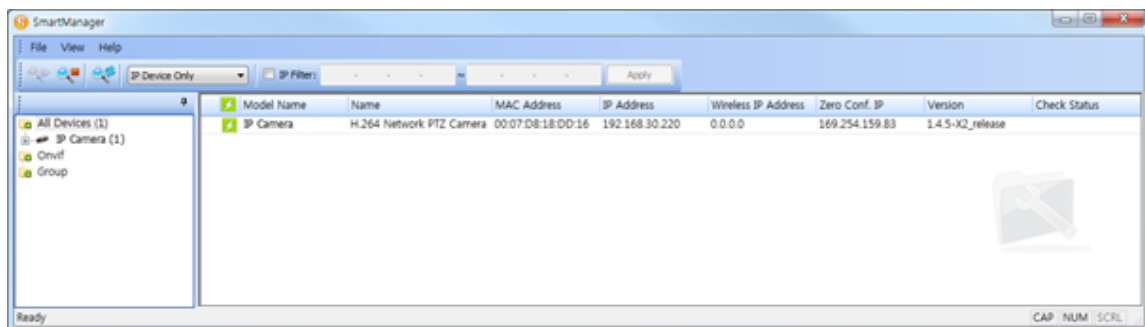 SmartManager
File View Help
IP Device Only IP Filter: . . . ~ . . . Apply
Model Name Name MAC Address IP Address Wireless IP Address Zero Conf. IP Version Check Status
All Devices (1)
IP Camera H.264 Network PTZ Camera 00:07:D8:18:DD:16 192.168.30.220 0.0.0.0 169.254.159.83 1.4.5-X2_release
IP Camera (1)
Onvif
Group
Ready CAP NUM SCRL